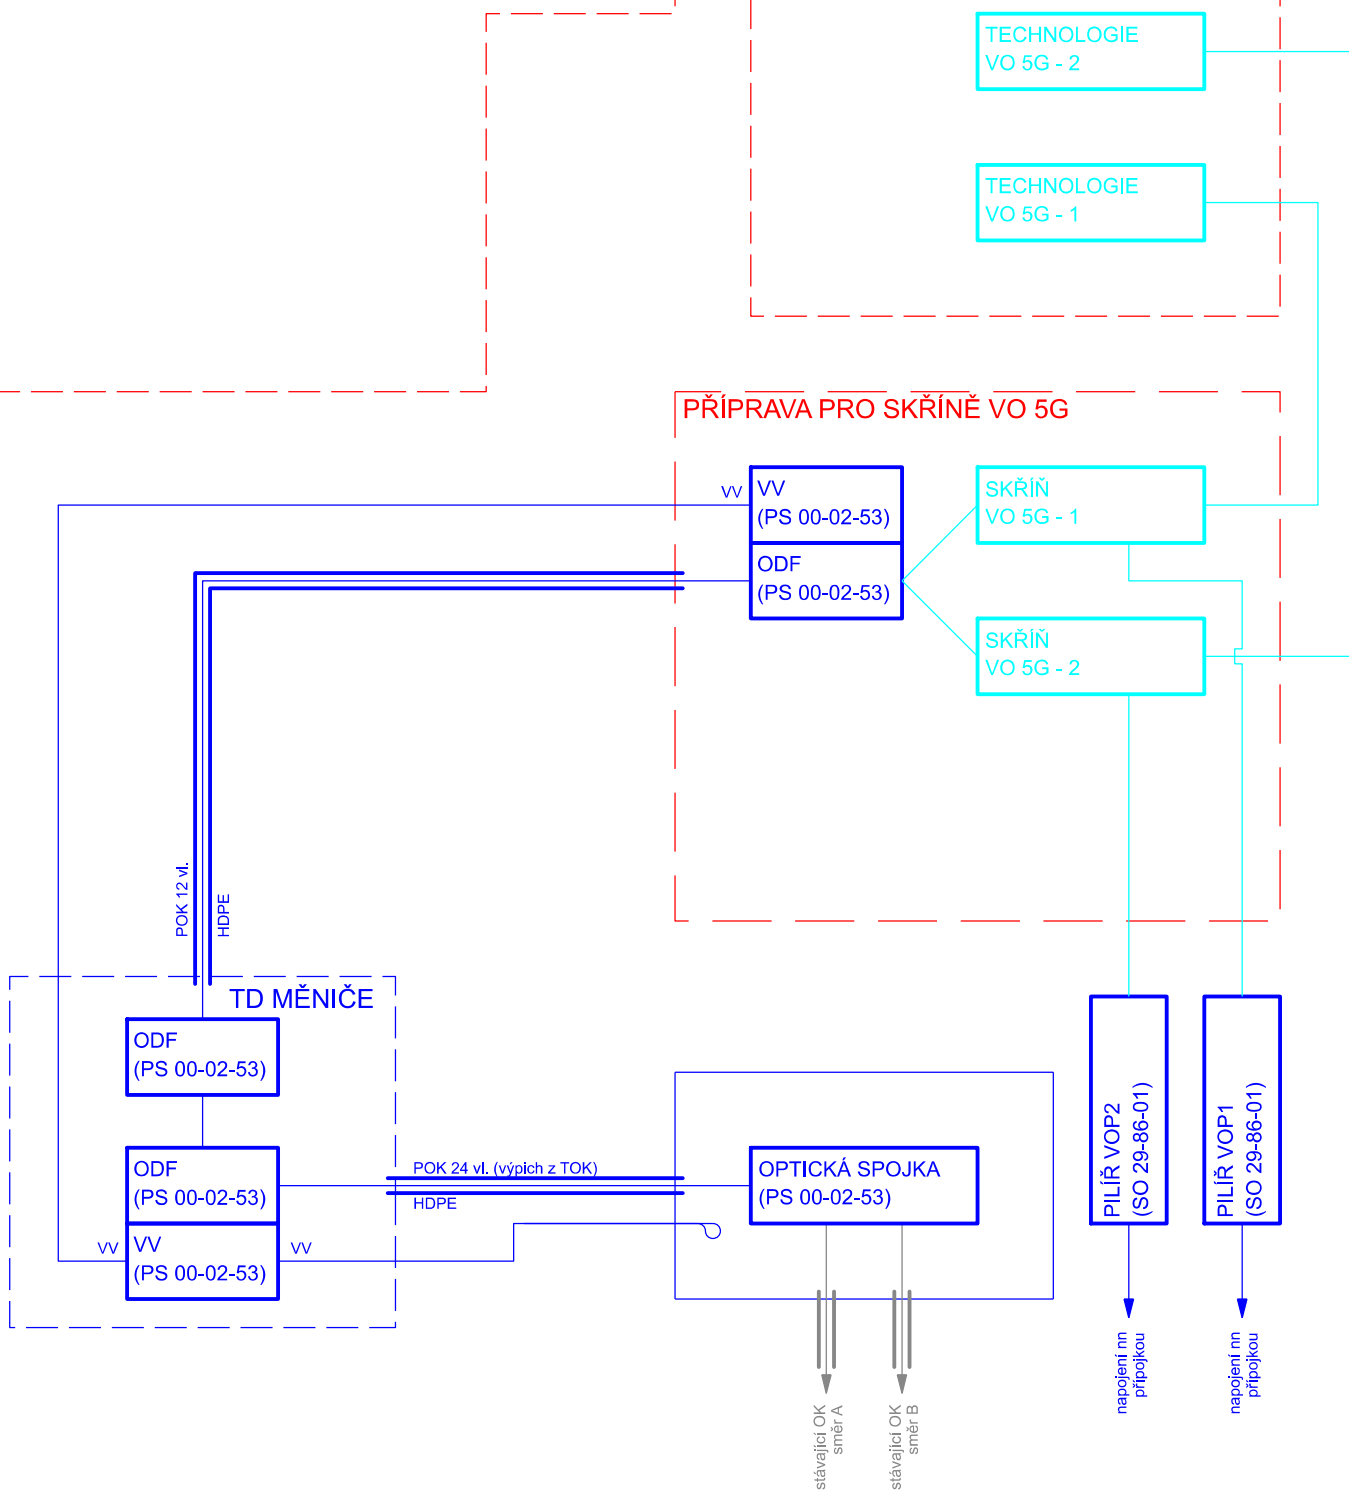 TECHNOLOGIE
VO 5G - 2
TECHNOLOGIE
VO 5G - 1
PŘÍPRAVA PRO SKŘÍNĚ VO 5G
VV
VV
(PS 00-02-53)
ODF
(PS 00-02-53)
SKŘÍŇ
VO 5G - 1
SKŘÍŇ
VO 5G - 2
POK 12 vl.
HDPE
TD MĚNIČE
ODF
(PS 00-02-53)
ODF
(PS 00-02-53)
VV
VV
(PS 00-02-53)
VV
POK 24 vl. (výpich z TOK)
HDPE
OPTICKÁ SPOJKA
(PS 00-02-53)
PILÍŘ VOP2
(SO 29-86-01)
PILÍŘ VOP1
(SO 29-86-01)
napojení nn
přípojkou
napojení nn
přípojkou
stávající OK
směr A
stávající OK
směr B